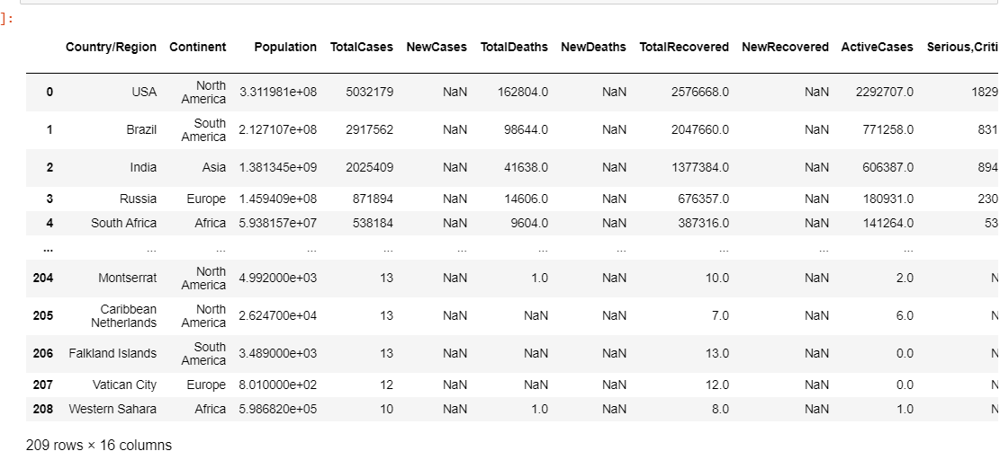 ]:
Country/Region Continent Population TotalCases NewCases TotalDeaths NewDeaths TotalRecovered NewRecovered ActiveCases Serious,Criti
0 USA North America 3.311981e+08 5032179 NaN 162804.0 NaN 2576668.0 NaN 2292707.0 1829
1 Brazil South America 2.127107e+08 2917562 NaN 98644.0 NaN 2047660.0 NaN 771258.0 831
2 India Asia 1.381345e+09 2025409 NaN 41638.0 NaN 1377384.0 NaN 606387.0 894
3 Russia Europe 1.459409e+08 871894 NaN 14606.0 NaN 676357.0 NaN 180931.0 230
4 South Africa Africa 5.938157e+07 538184 NaN 9604.0 NaN 387316.0 NaN 141264.0 53
... ... ... ... ... ... ... ... ... ... ...
204 Montserrat North America 4.992000e+03 13 NaN 1.0 NaN 10.0 NaN 2.0 N
205 Caribbean Netherlands North America 2.624700e+04 13 NaN NaN NaN 7.0 NaN 6.0 N
206 Falkland Islands South America 3.489000e+03 13 NaN NaN NaN 13.0 NaN 0.0 N
207 Vatican City Europe 8.010000e+02 12 NaN NaN NaN 12.0 NaN 0.0 N
208 Western Sahara Africa 5.986820e+05 10 NaN 1.0 NaN 8.0 NaN 1.0 N
209 rows × 16 columns